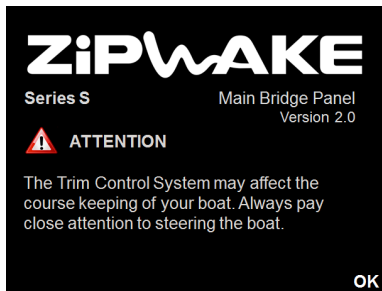 ZiPWAKE
Series S Main Bridge Panel
Version 2.0
ATTENTION
The Trim Control System may affect the
course keeping of your boat. Always pay
close attention to steering the boat.
OK